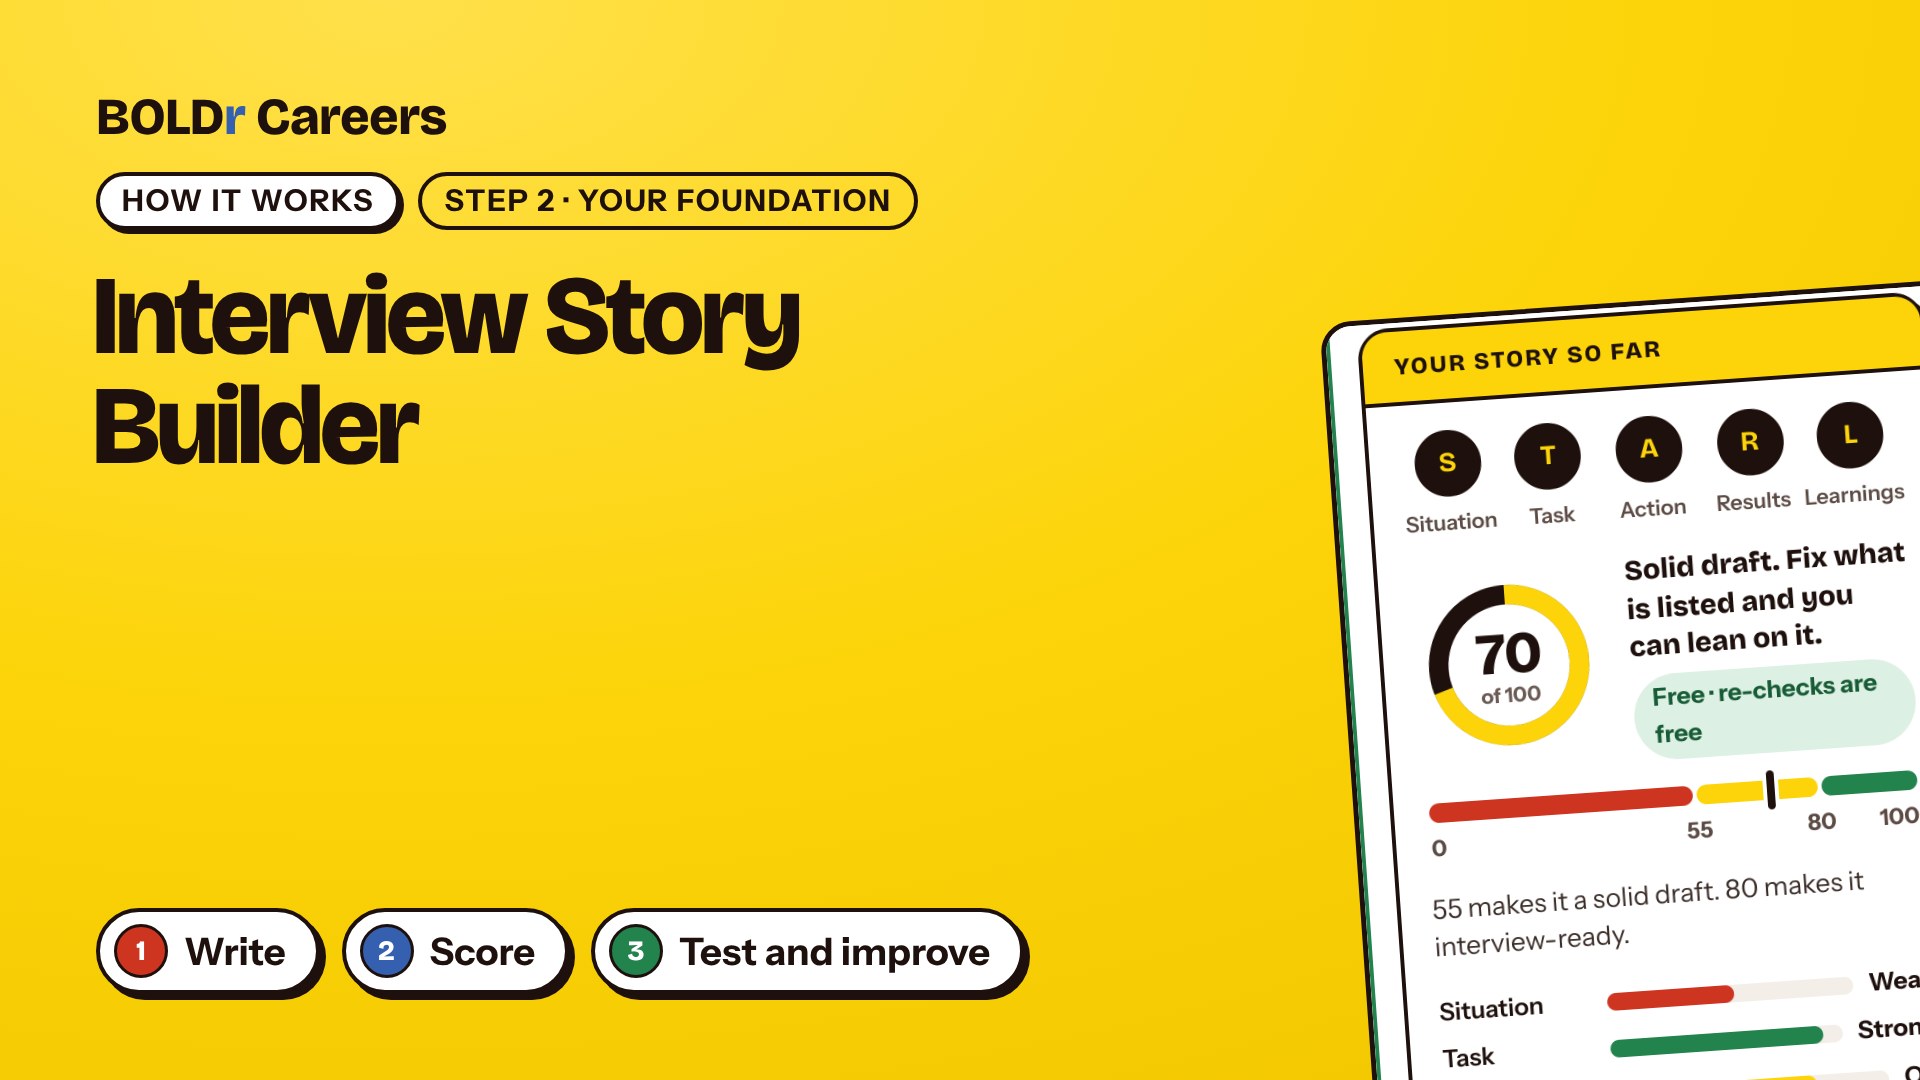 BOLDr Careers
HOW IT WORKS
STEP 2 · YOUR FOUNDATION
Interview Story
Builder
1 Write
2 Score
3 Test and improve
YOUR STORY SO FAR
S T A R L
Situation Task Action Results Learnings
70
of 100
Solid draft. Fix what
is listed and you
can lean on it.
Free · re-checks are
free
0 55 80 100
55 makes it a solid draft. 80 makes it
interview-ready.
Situation
Task